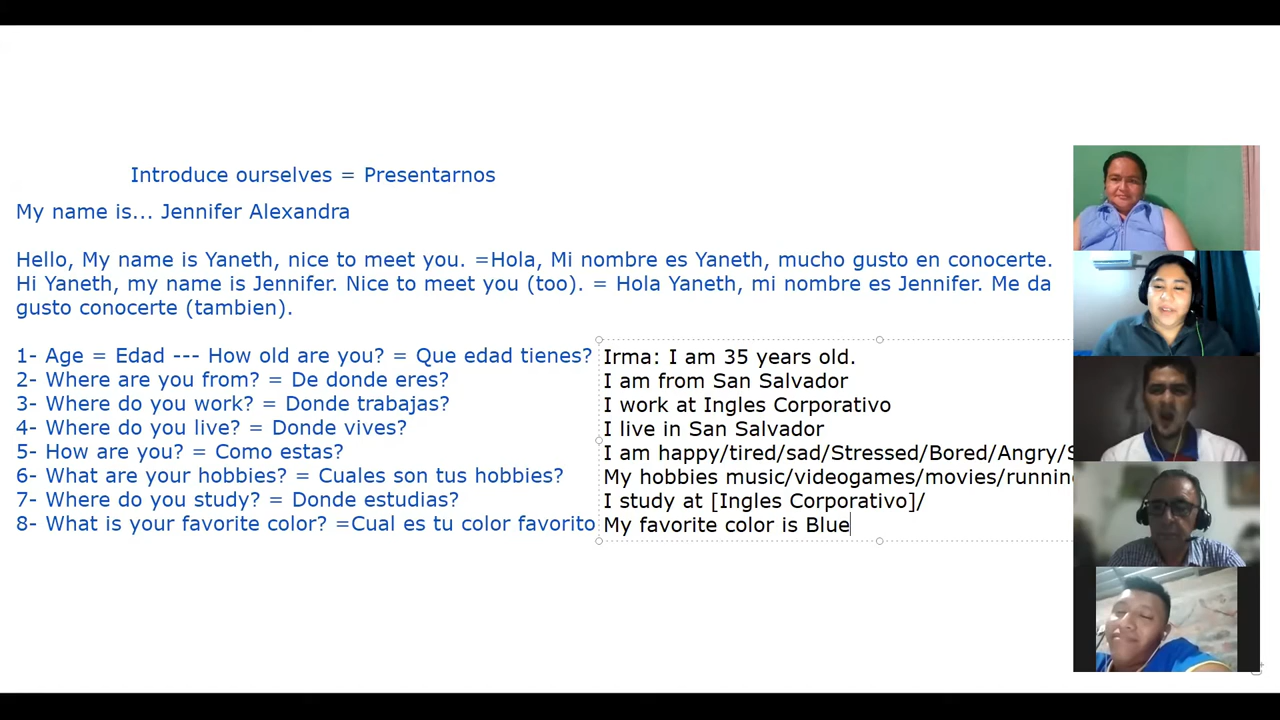 Introduce ourselves = Presentarnos
My name is... Jennifer Alexandra
Hello, My name is Yaneth, nice to meet you. =Hola, Mi nombre es Yaneth, mucho gusto en conocerte.
Hi Yaneth, my name is Jennifer. Nice to meet you (too). = Hola Yaneth, mi nombre es Jennifer. Me da
gusto conocerte (tambien).
1- Age = Edad --- How old are you? = Que edad tienes?
2- Where are you from? = De donde eres?
3- Where do you work? = Donde trabajas?
4- Where do you live? = Donde vives?
5- How are you? = Como estas?
6- What are your hobbies? = Cuales son tus hobbies?
7- Where do you study? = Donde estudias?
8- What is your favorite color? =Cual es tu color favorito
Irma: I am 35 years old.
I am from San Salvador
I work at Ingles Corporativo
I live in San Salvador
I am happy/tired/sad/Stressed/Bored/Angry/
My hobbies music/videogames/movies/
I study at [Ingles Corporativo]/
My favorite color is Blue